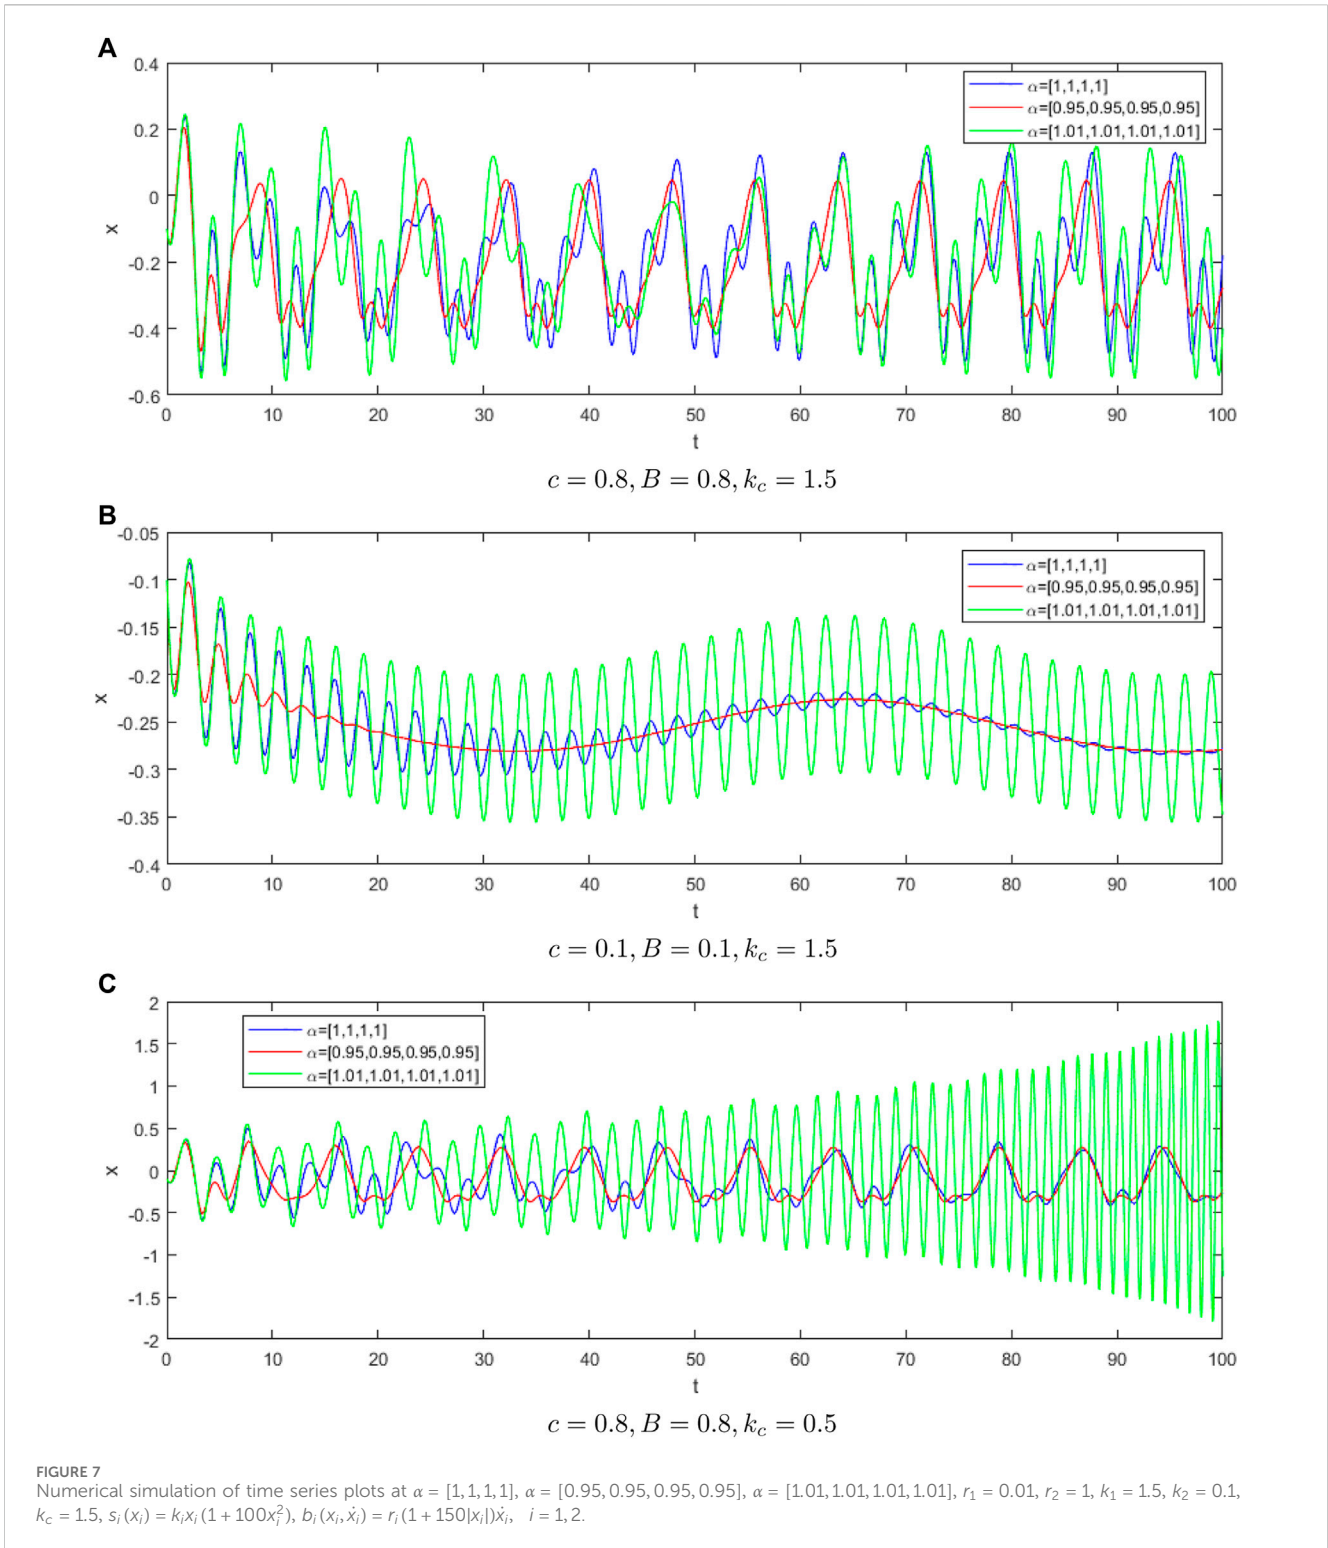 A
0.4
0.2
0
-0.2
-0.4
-0.6
x
α=[1,1,1,1]
α=[0.95,0.95,0.95,0.95]
α=[1.01,1.01,1.01,1.01]
0 10 20 30 40 50 60 70 80 90 100
t
c = 0.8, B = 0.8, k_c = 1.5
B
-0.05
-0.1
-0.15
-0.2
-0.25
-0.3
-0.35
-0.4
x
α=[1,1,1,1]
α=[0.95,0.95,0.95,0.95]
α=[1.01,1.01,1.01,1.01]
0 10 20 30 40 50 60 70 80 90 100
t
c = 0.1, B = 0.1, k_c = 1.5
C
2
1.5
1
0.5
0
-0.5
-1
-1.5
-2
x
α=[1,1,1,1]
α=[0.95,0.95,0.95,0.95]
α=[1.01,1.01,1.01,1.01]
0 10 20 30 40 50 60 70 80 90 100
t
c = 0.8, B = 0.8, k_c = 0.5
FIGURE 7
Numerical simulation of time series plots at α = [1, 1, 1, 1], α = [0.95, 0.95, 0.95, 0.95], α = [1.01, 1.01, 1.01, 1.01], r₁ = 0.01, r₂ = 1, k₁ = 1.5, k₂ = 0.1,
k_c = 1.5, s_i(x_i) = k_i x_i(1 + 100x_i²), b_i(x_i, ẋ_i) = r_i(1 + 150|x_i|)ẋ_i, i = 1, 2.